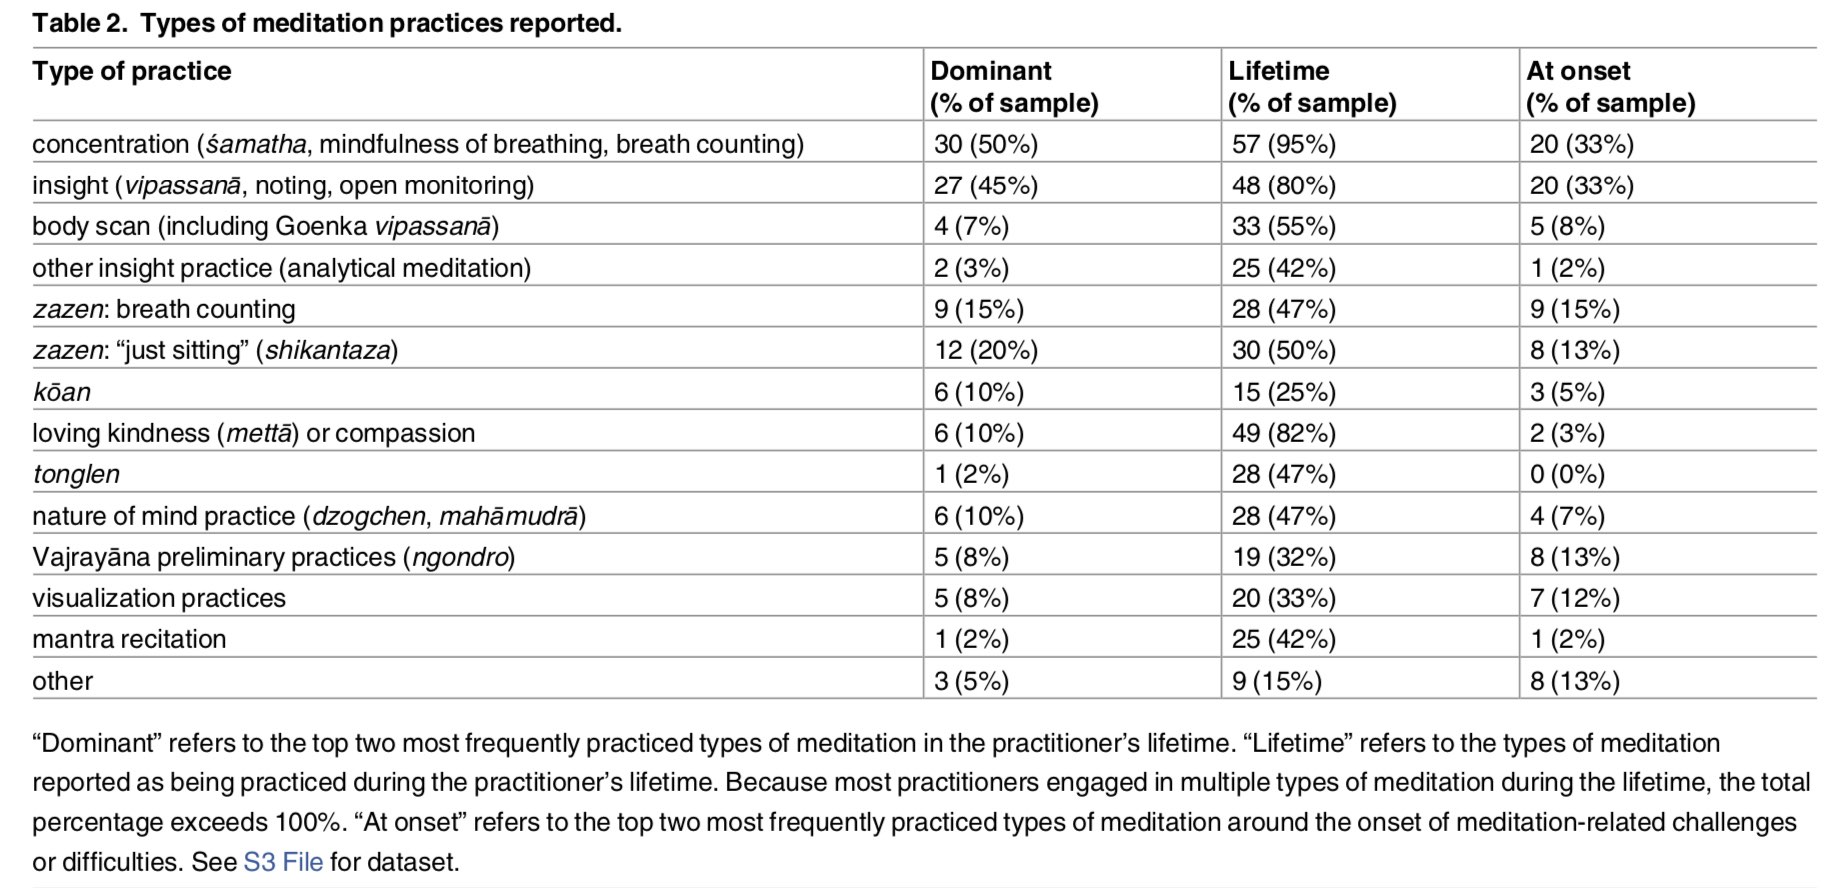 Table 2. Types of meditation practices reported.
Type of practice Dominant (% of sample) Lifetime (% of sample) At onset (% of sample)
concentration (śamatha, mindfulness of breathing, breath counting) 30 (50%) 57 (95%) 20 (33%)
insight (vipassanā, noting, open monitoring) 27 (45%) 48 (80%) 20 (33%)
body scan (including Goenka vipassanā) 4 (7%) 33 (55%) 5 (8%)
other insight practice (analytical meditation) 2 (3%) 25 (42%) 1 (2%)
zazen: breath counting 9 (15%) 28 (47%) 9 (15%)
zazen: “just sitting” (shikantaza) 12 (20%) 30 (50%) 8 (13%)
kōan 6 (10%) 15 (25%) 3 (5%)
loving kindness (mettā) or compassion 6 (10%) 49 (82%) 2 (3%)
tonglen 1 (2%) 28 (47%) 0 (0%)
nature of mind practice (dzogchen, mahāmudrā) 6 (10%) 28 (47%) 4 (7%)
Vajrayāna preliminary practices (ngondro) 5 (8%) 19 (32%) 8 (13%)
visualization practices 5 (8%) 20 (33%) 7 (12%)
mantra recitation 1 (2%) 25 (42%) 1 (2%)
other 3 (5%) 9 (15%) 8 (13%)
“Dominant” refers to the top two most frequently practiced types of meditation in the practitioner’s lifetime. “Lifetime” refers to the types of meditation
reported as being practiced during the practitioner’s lifetime. Because most practitioners engaged in multiple types of meditation during the lifetime, the total
percentage exceeds 100%. “At onset” refers to the top two most frequently practiced types of meditation around the onset of meditation-related challenges
or difficulties. See S3 File for dataset.